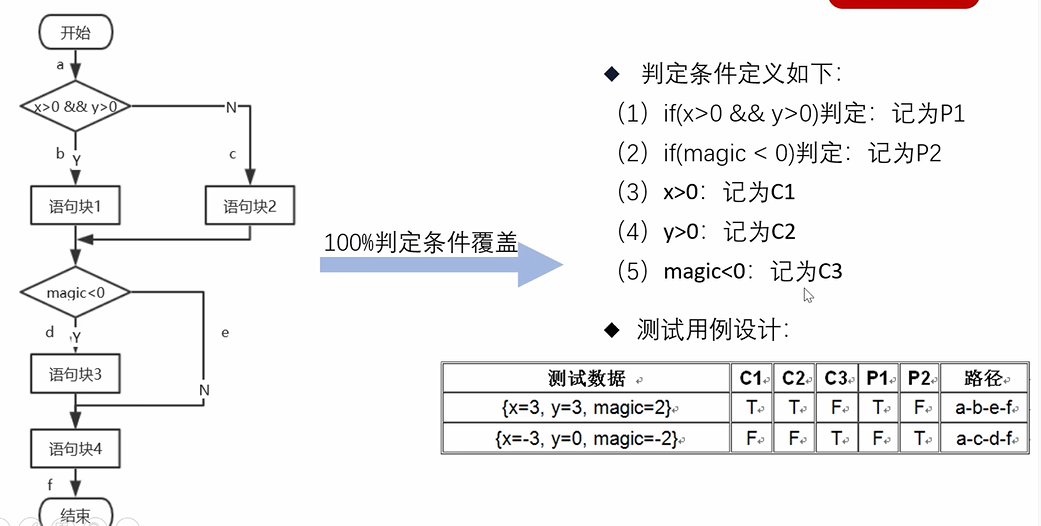 开始
a
x>0 && y>0
N
b
Y
c
语句块1
语句块2
magic<0
d
Y
e
语句块3
N
语句块4
f
结束
100%判定条件覆盖
◆ 判定条件定义如下：
（1）if(x>0 && y>0)判定：记为P1
（2）if(magic < 0)判定：记为P2
（3）x>0：记为C1
（4）y>0：记为C2
（5）magic<0：记为C3
◆ 测试用例设计：
测试数据 C1 C2 C3 P1 P2 路径
{x=3, y=3, magic=2} T T F T F a-b-e-f
{x=-3, y=0, magic=-2} F F T F T a-c-d-f